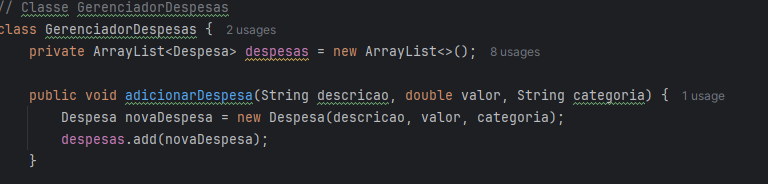 // Classe GerenciadorDespesas
class GerenciadorDespesas { 2 usages
private ArrayList<Despesa> despesas = new ArrayList<>(); 8 usages
public void adicionarDespesa(String descricao, double valor, String categoria) { 1 usage
Despesa novaDespesa = new Despesa(descricao, valor, categoria);
despesas.add(novaDespesa);
}